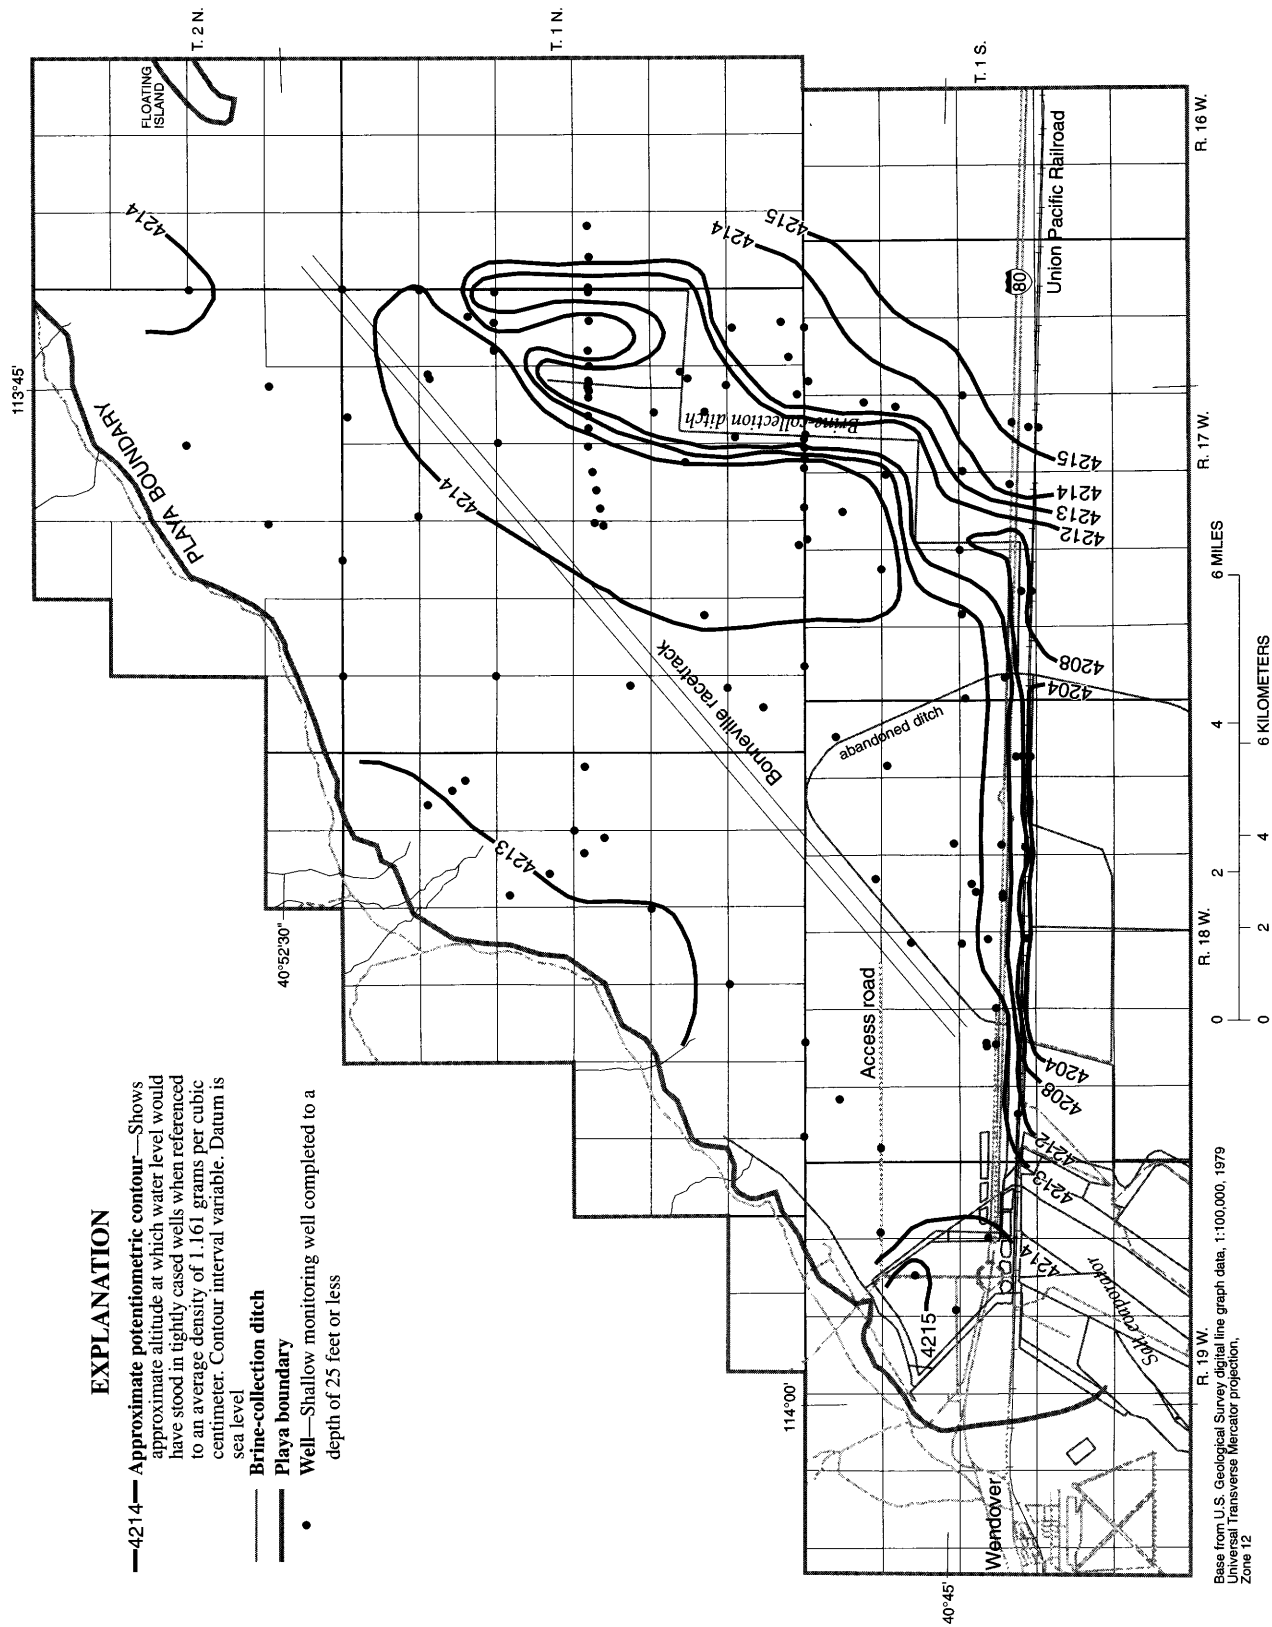 EXPLANATION
—4214— Approximate potentiometric contour—Shows
approximate altitude at which water level would
have stood in tightly cased wells when referenced
to an average density of 1.161 grams per cubic
centimeter. Contour interval variable. Datum is
sea level
Brine-collection ditch
Playa boundary
Well—Shallow monitoring well completed to a
depth of 25 feet or less
113°45'
T. 2 N.
T. 1 N.
T. 1 S.
FLOATING
ISLAND
PLAYA BOUNDARY
4214
4214
4214
4215
4213
40°52'30"
Bonneville racetrack
Brine-collection ditch
abandoned ditch
Access road
80
Union Pacific Railroad
4215
4214
4213
4212
4208
4204
4204
4208
4212
4213
4214
4215
Salt evaporator
114°00'
Wendover
40°45'
R. 19 W.
R. 18 W.
R. 17 W.
R. 16 W.
0 2 4 6 MILES
0 2 4 6 KILOMETERS
Base from U.S. Geological Survey digital line graph data, 1:100,000, 1979
Universal Transverse Mercator projection,
Zone 12